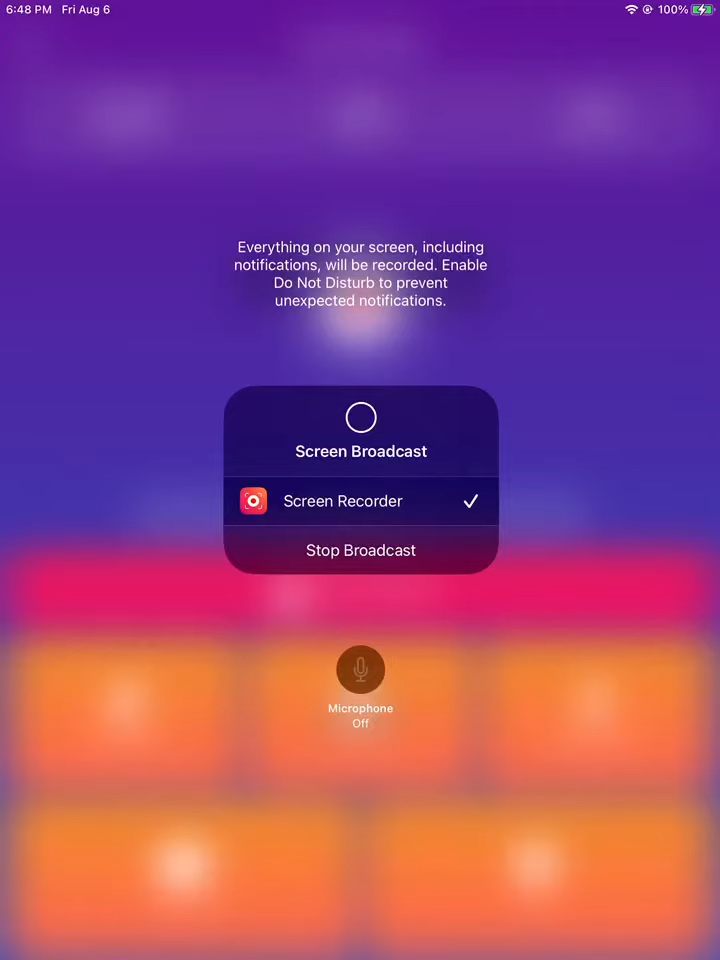 6:48 PM Fri Aug 6
100%
Everything on your screen, including
notifications, will be recorded. Enable
Do Not Disturb to prevent
unexpected notifications.
Screen Broadcast
Screen Recorder
Stop Broadcast
Microphone
Off